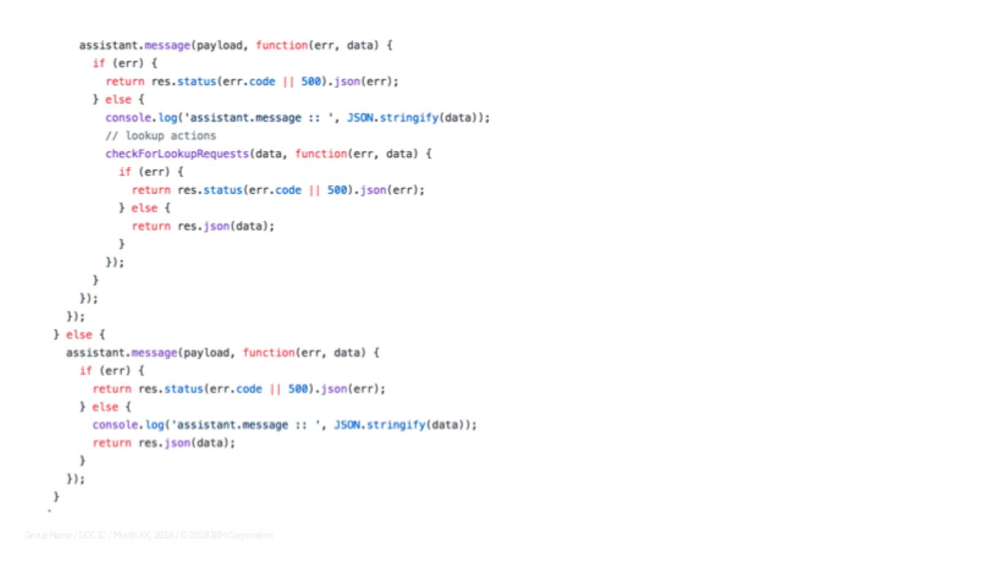 assistant.message(payload, function(err, data) {
if (err) {
return res.status(err.code || 500).json(err);
} else {
console.log('assistant.message :: ', JSON.stringify(data));
// lookup actions
checkForLookupRequests(data, function(err, data) {
if (err) {
return res.status(err.code || 500).json(err);
} else {
return res.json(data);
}
});
}
});
});
} else {
assistant.message(payload, function(err, data) {
if (err) {
return res.status(err.code || 500).json(err);
} else {
console.log('assistant.message :: ', JSON.stringify(data));
return res.json(data);
}
});
}
Group Name / DOC ID / Month XX, 2018 / © 2018 IBM Corporation